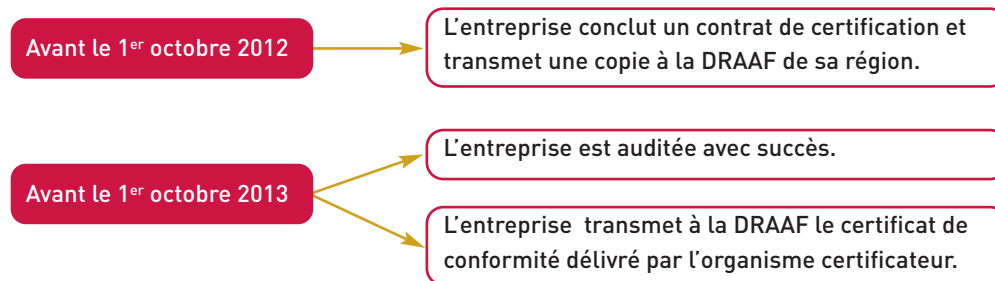 Avant le 1er octobre 2012
L'entreprise conclut un contrat de certification et
transmet une copie à la DRAAF de sa région.
Avant le 1er octobre 2013
L'entreprise est auditée avec succès.
L'entreprise transmet à la DRAAF le certificat de
conformité délivré par l'organisme certificateur.